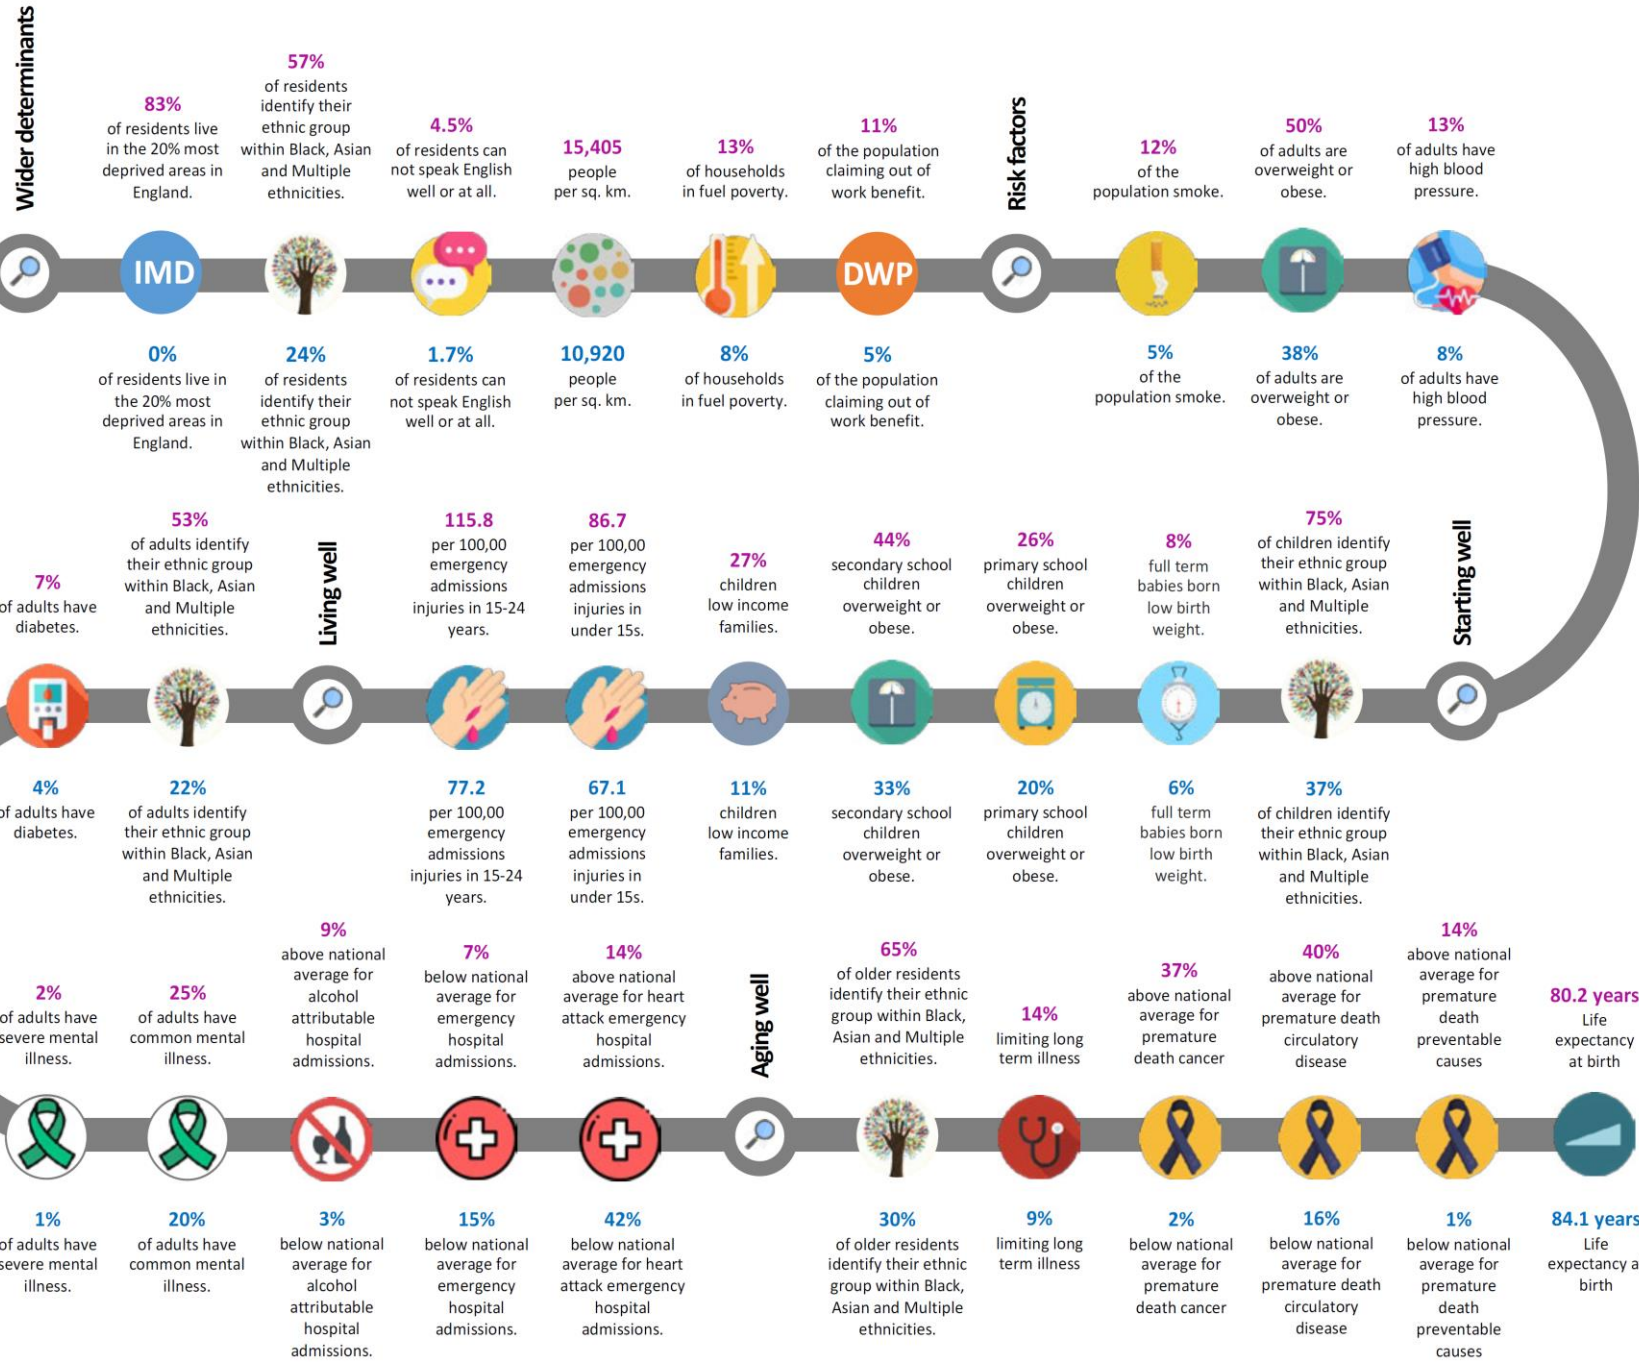 Wider determinants
83%
of residents live
in the 20% most
deprived areas in
England.
57%
of residents
identify their
ethnic group
within Black, Asian
and Multiple
ethnicities.
4.5%
of residents can
not speak English
well or at all.
15,405
people
per sq. km.
13%
of households
in fuel poverty.
11%
of the population
claiming out of
work benefit.
Risk factors
12%
of the
population smoke.
50%
of adults are
overweight or
obese.
13%
of adults have
high blood
pressure.
IMD
DWP
0%
of residents live in
the 20% most
deprived areas in
England.
24%
of residents
identify their
ethnic group
within Black, Asian
and Multiple
ethnicities.
1.7%
of residents can
not speak English
well or at all.
10,920
people
per sq. km.
8%
of households
in fuel poverty.
5%
of the population
claiming out of
work benefit.
5%
of the
population smoke.
38%
of adults are
overweight or
obese.
8%
of adults have
high blood
pressure.
7%
of adults have
diabetes.
53%
of adults identify
their ethnic group
within Black, Asian
and Multiple
ethnicities.
Living well
115.8
per 100,00
emergency
admissions
injuries in 15-24
years.
86.7
per 100,00
emergency
admissions
injuries in
under 15s.
27%
children
low income
families.
44%
secondary school
children
overweight or
obese.
26%
primary school
children
overweight or
obese.
8%
full term
babies born
low birth
weight.
75%
of children identify
their ethnic group
within Black, Asian
and Multiple
ethnicities.
Starting well
4%
of adults have
diabetes.
22%
of adults identify
their ethnic group
within Black, Asian
and Multiple
ethnicities.
77.2
per 100,00
emergency
admissions
injuries in 15-24
years.
67.1
per 100,00
emergency
admissions
injuries in
under 15s.
11%
children
low income
families.
33%
secondary school
children
overweight or
obese.
20%
primary school
children
overweight or
obese.
6%
full term
babies born
low birth
weight.
37%
of children identify
their ethnic group
within Black, Asian
and Multiple
ethnicities.
2%
of adults have
severe mental
illness.
25%
of adults have
common mental
illness.
9%
above national
average for
alcohol
attributable
hospital
admissions.
7%
below national
average for
emergency
hospital
admissions.
14%
above national
average for heart
attack emergency
hospital
admissions.
Aging well
65%
of older residents
identify their ethnic
group within Black,
Asian and Multiple
ethnicities.
14%
limiting long
term illness
37%
above national
average for
premature
death cancer
40%
above national
average for
premature death
circulatory
disease
14%
above national
average for
premature
death
preventable
causes
80.2 years
Life
expectancy
at birth
1%
of adults have
severe mental
illness.
20%
of adults have
common mental
illness.
3%
below national
average for
alcohol
attributable
hospital
admissions.
15%
below national
average for
emergency
hospital
admissions.
42%
below national
average for heart
attack emergency
hospital
admissions.
30%
of older residents
identify their ethnic
group within Black,
Asian and Multiple
ethnicities.
9%
limiting long
term illness
2%
below national
average for
premature
death cancer
16%
below national
average for
premature death
circulatory
disease
1%
below national
average for
premature
death
preventable
causes
84.1 years
Life
expectancy a
birth